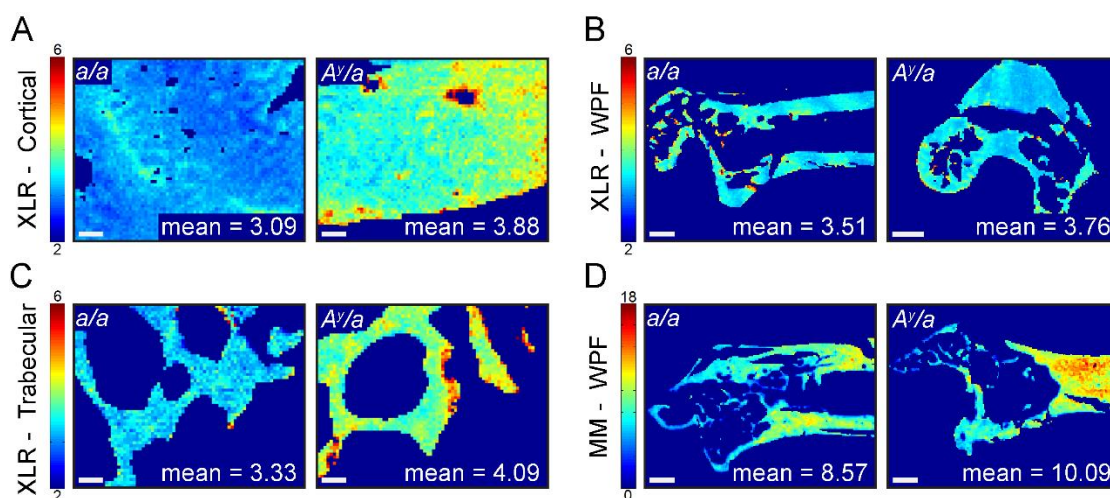 A
B
XLR - Cortical
6
2
a/a
mean = 3.09
Aʸ/a
mean = 3.88
XLR - WPF
6
2
a/a
mean = 3.51
Aʸ/a
mean = 3.76
C
D
XLR - Trabecular
6
2
a/a
mean = 3.33
Aʸ/a
mean = 4.09
MM - WPF
18
0
a/a
mean = 8.57
Aʸ/a
mean = 10.09